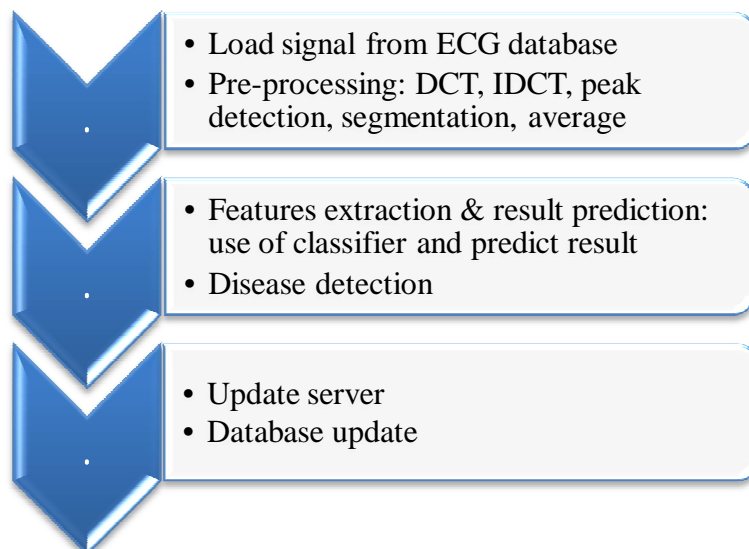 • Load signal from ECG database
• Pre-processing: DCT, IDCT, peak
detection, segmentation, average
• Features extraction & result prediction:
use of classifier and predict result
• Disease detection
• Update server
• Database update